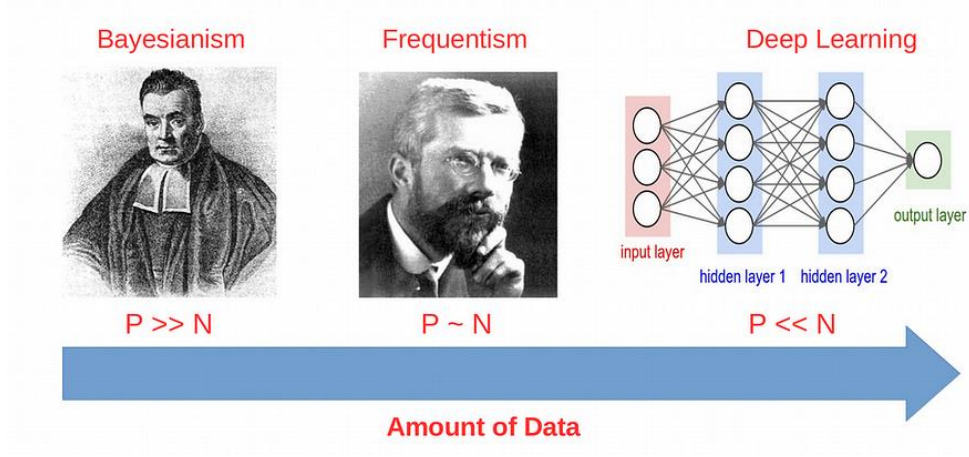 Bayesianism
Frequentism
Deep Learning
input layer
hidden layer 1
hidden layer 2
output layer
P >> N
P ~ N
P << N
Amount of Data